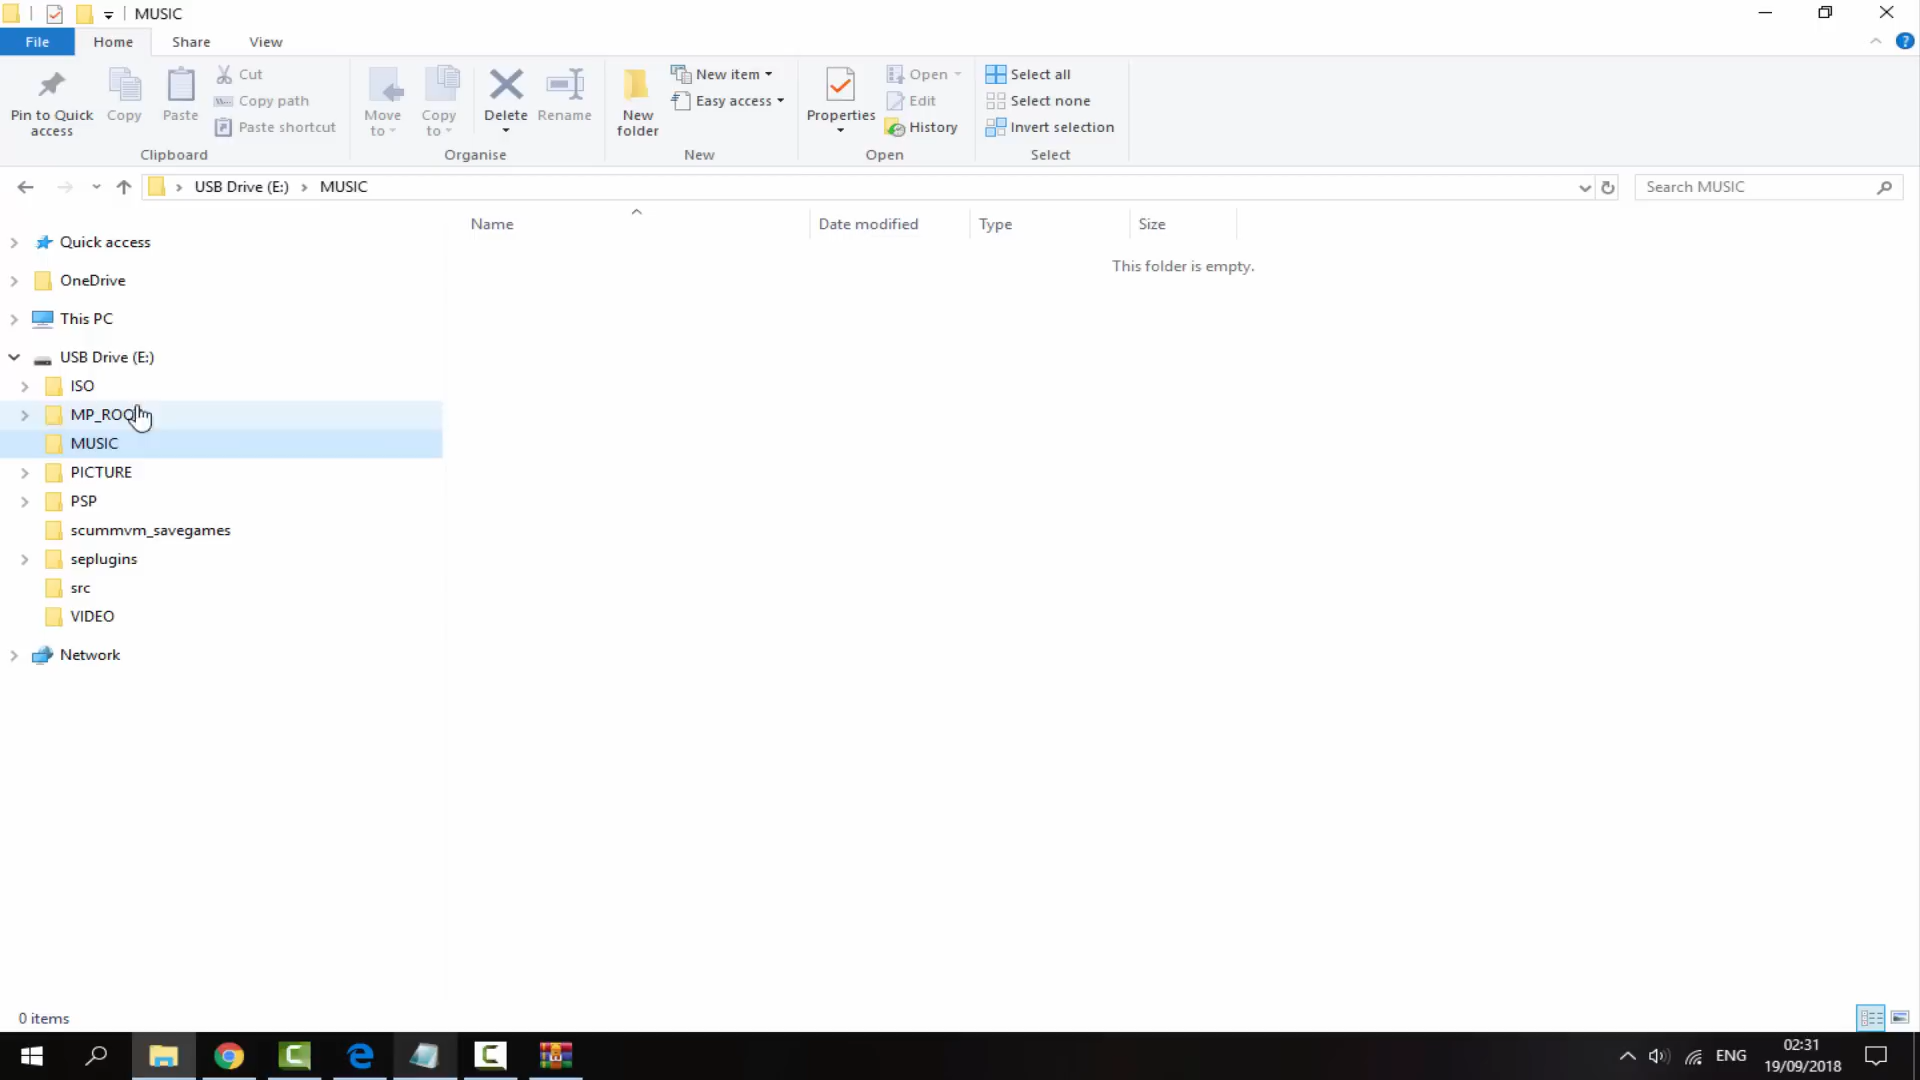 MUSIC
File Home Share View
Pin to Quick access
Copy
Paste
Cut
Copy path
Paste shortcut
Clipboard
Move to
Copy to
Delete
Rename
Organise
New folder
New item
Easy access
New
Properties
Open
Edit
History
Open
Select all
Select none
Invert selection
Select
USB Drive (E:) MUSIC
Search MUSIC
Name Date modified Type Size
This folder is empty.
Quick access
OneDrive
This PC
USB Drive (E:)
ISO
MUSIC
PICTURE
PSP
scummvm_savegames
seplugins
src
VIDEO
Network
0 items
ENG
02:31
19/09/2018